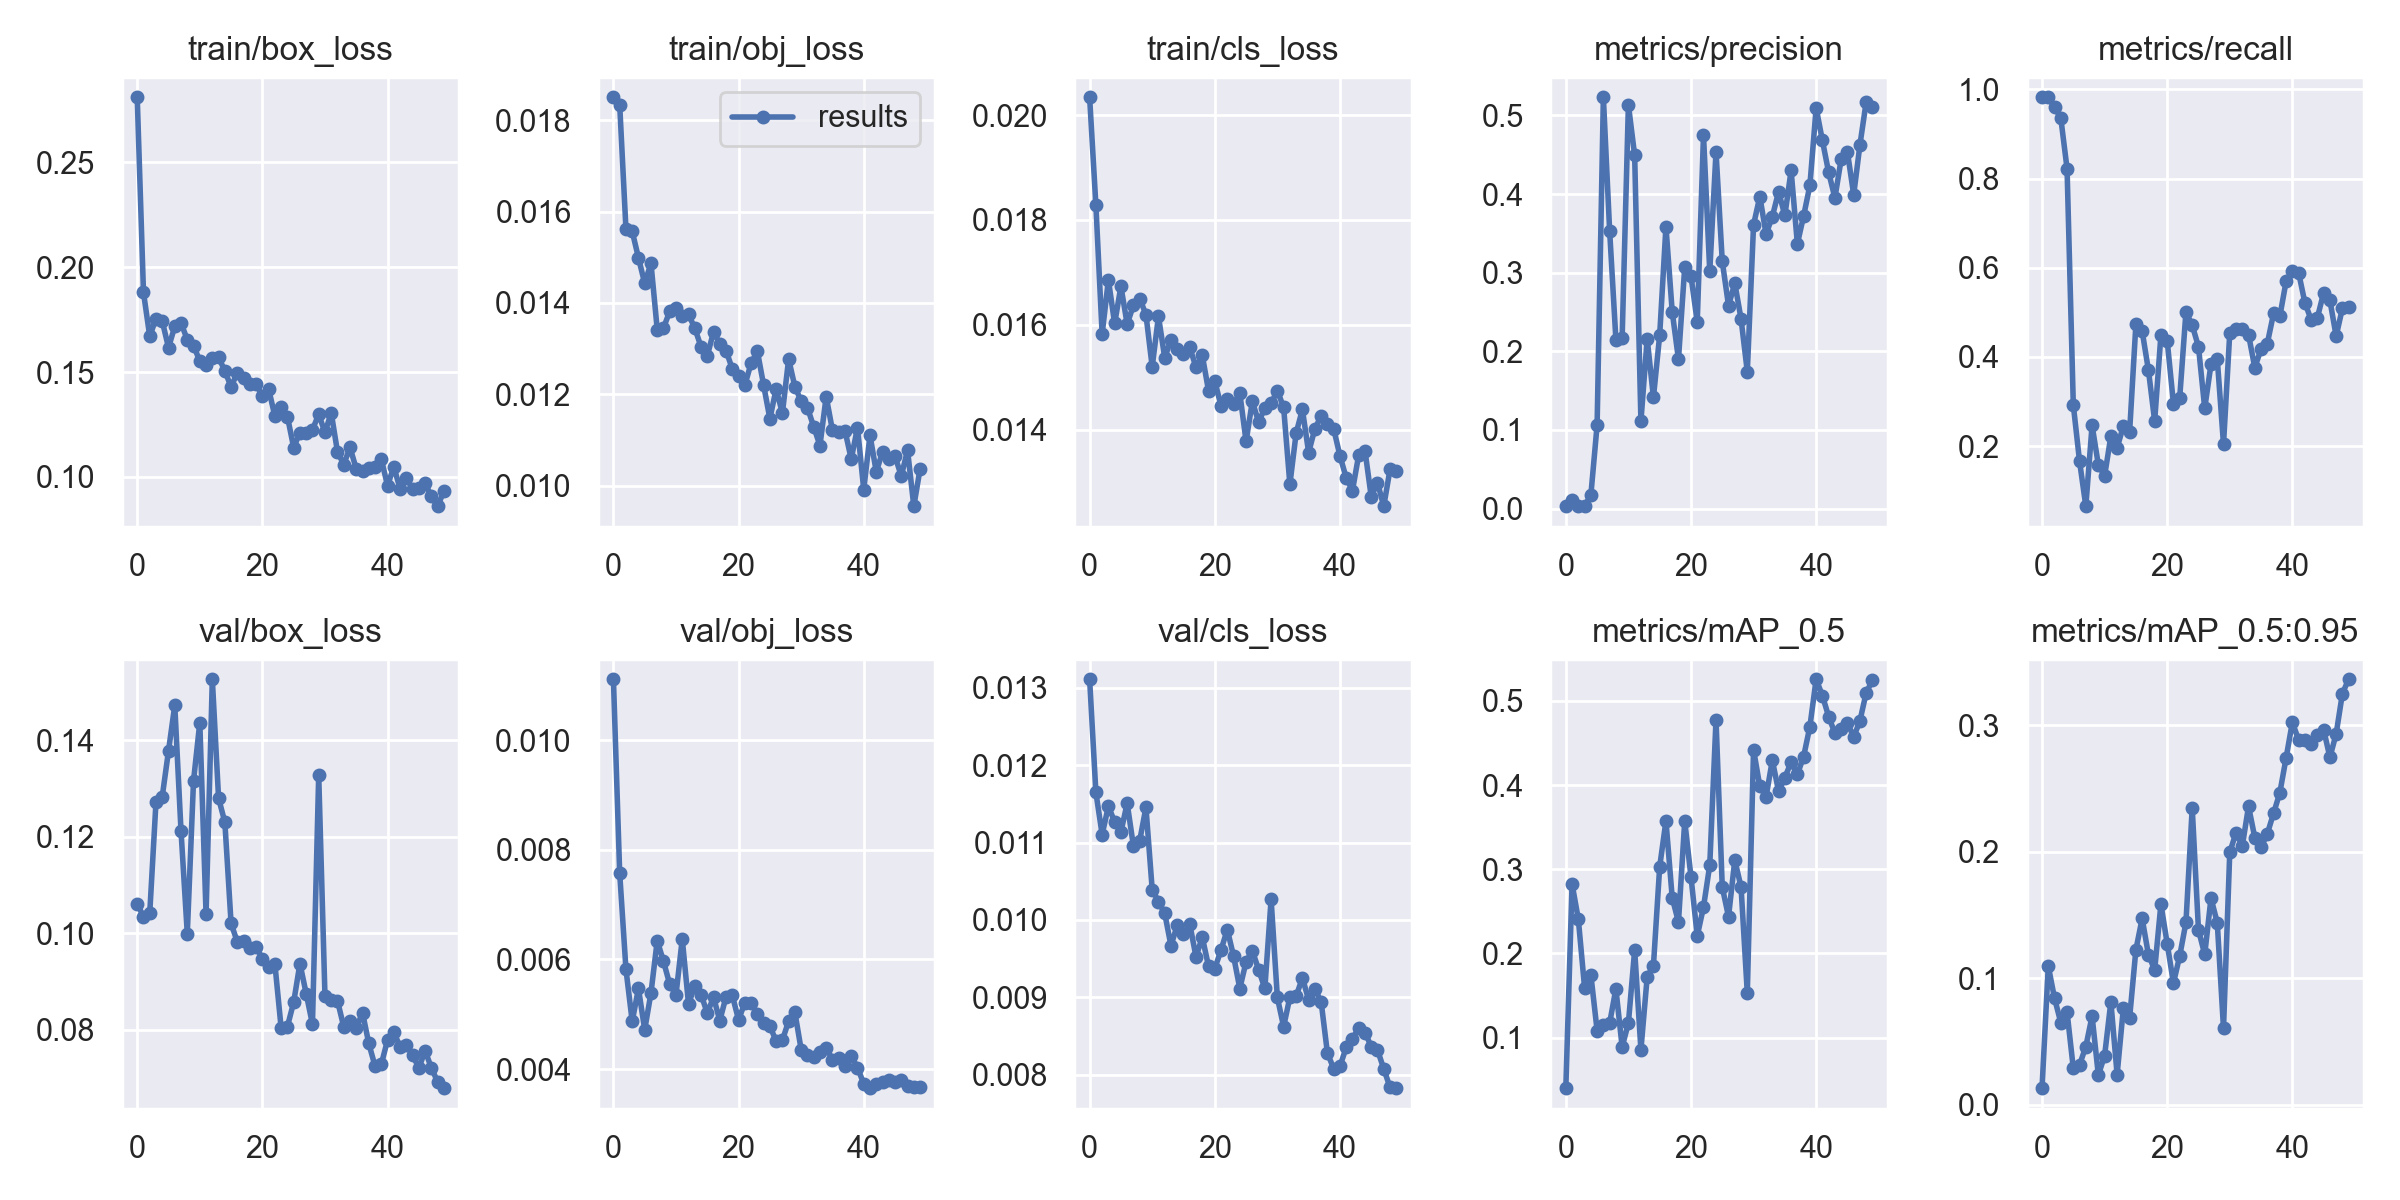 train/box_loss
train/obj_loss
train/cls_loss
metrics/precision
metrics/recall
0.25
0.20
0.15
0.10
0 20 40
results
0.018
0.016
0.014
0.012
0.010
0 20 40
0.020
0.018
0.016
0.014
0 20 40
0.5
0.4
0.3
0.2
0.1
0.0
0 20 40
1.0
0.8
0.6
0.4
0.2
0 20 40
val/box_loss
val/obj_loss
val/cls_loss
metrics/mAP_0.5
metrics/mAP_0.5:0.95
0.14
0.12
0.10
0.08
0 20 40
0.010
0.008
0.006
0.004
0 20 40
0.013
0.012
0.011
0.010
0.009
0.008
0 20 40
0.5
0.4
0.3
0.2
0.1
0 20 40
0.3
0.2
0.1
0.0
0 20 40